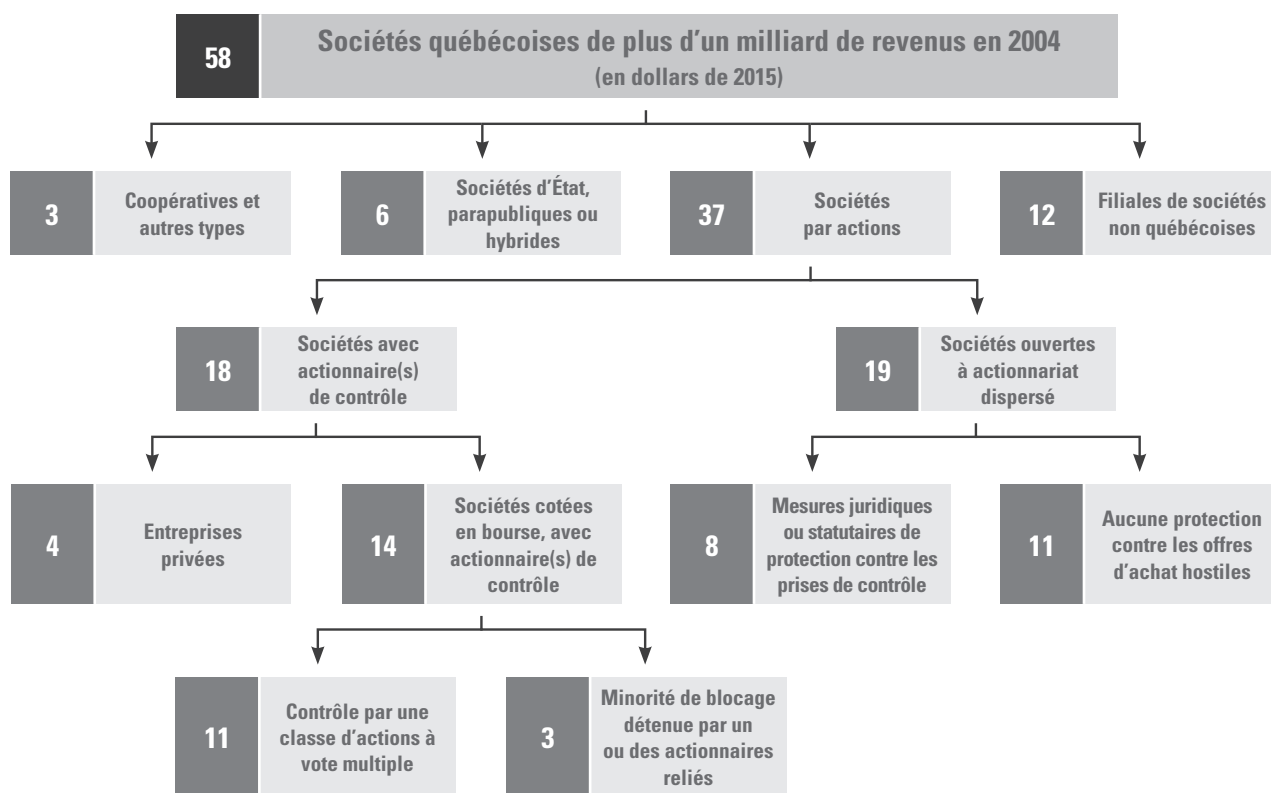 58
Sociétés québécoises de plus d’un milliard de revenus en 2004
(en dollars de 2015)
3
Coopératives et
autres types
6
Sociétés d’État,
parapubliques ou
hybrides
37
Sociétés
par actions
12
Filiales de sociétés
non québécoises
18
Sociétés avec
actionnaire(s)
de contrôle
19
Sociétés ouvertes
à actionnariat
dispersé
4
Entreprises
privées
14
Sociétés cotées
en bourse, avec
actionnaire(s) de
contrôle
8
Mesures juridiques
ou statutaires de
protection contre les
prises de contrôle
11
Aucune protection
contre les offres
d’achat hostiles
11
Contrôle par une
classe d’actions à
vote multiple
3
Minorité de blocage
détenue par un
ou des actionnaires
reliés